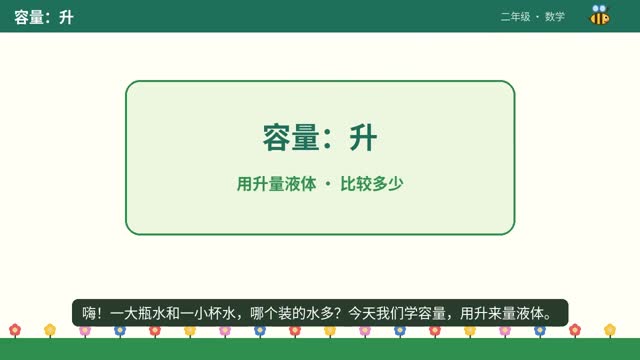 容量：升
二年级 · 数学
容量：升
用升量液体 · 比较多少
嗨！一大瓶水和一小杯水，哪个装的水多？今天我们学容量，用升来量液体。